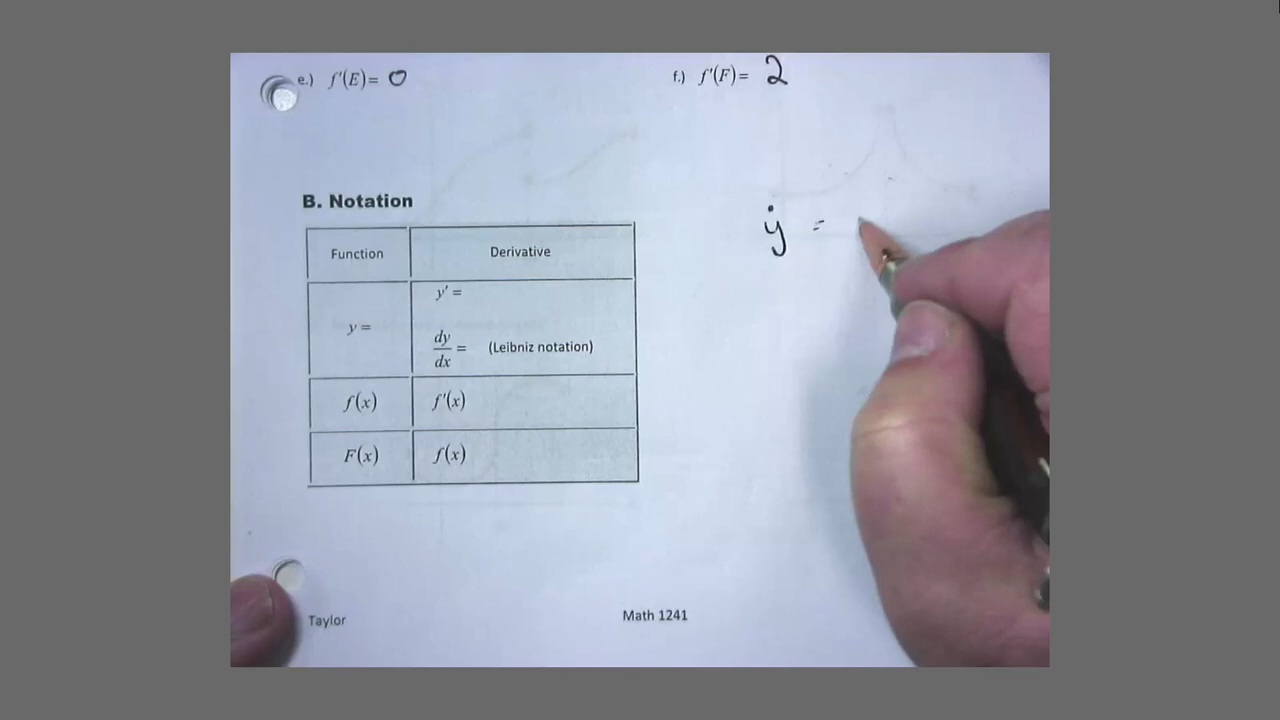 e.) f'(E)= 0
f.) f'(F)= 2
B. Notation
Function
Derivative
y =
y' =
dy/dx = (Leibniz notation)
f(x)
f'(x)
F(x)
f(x)
ẏ =
Taylor
Math 1241